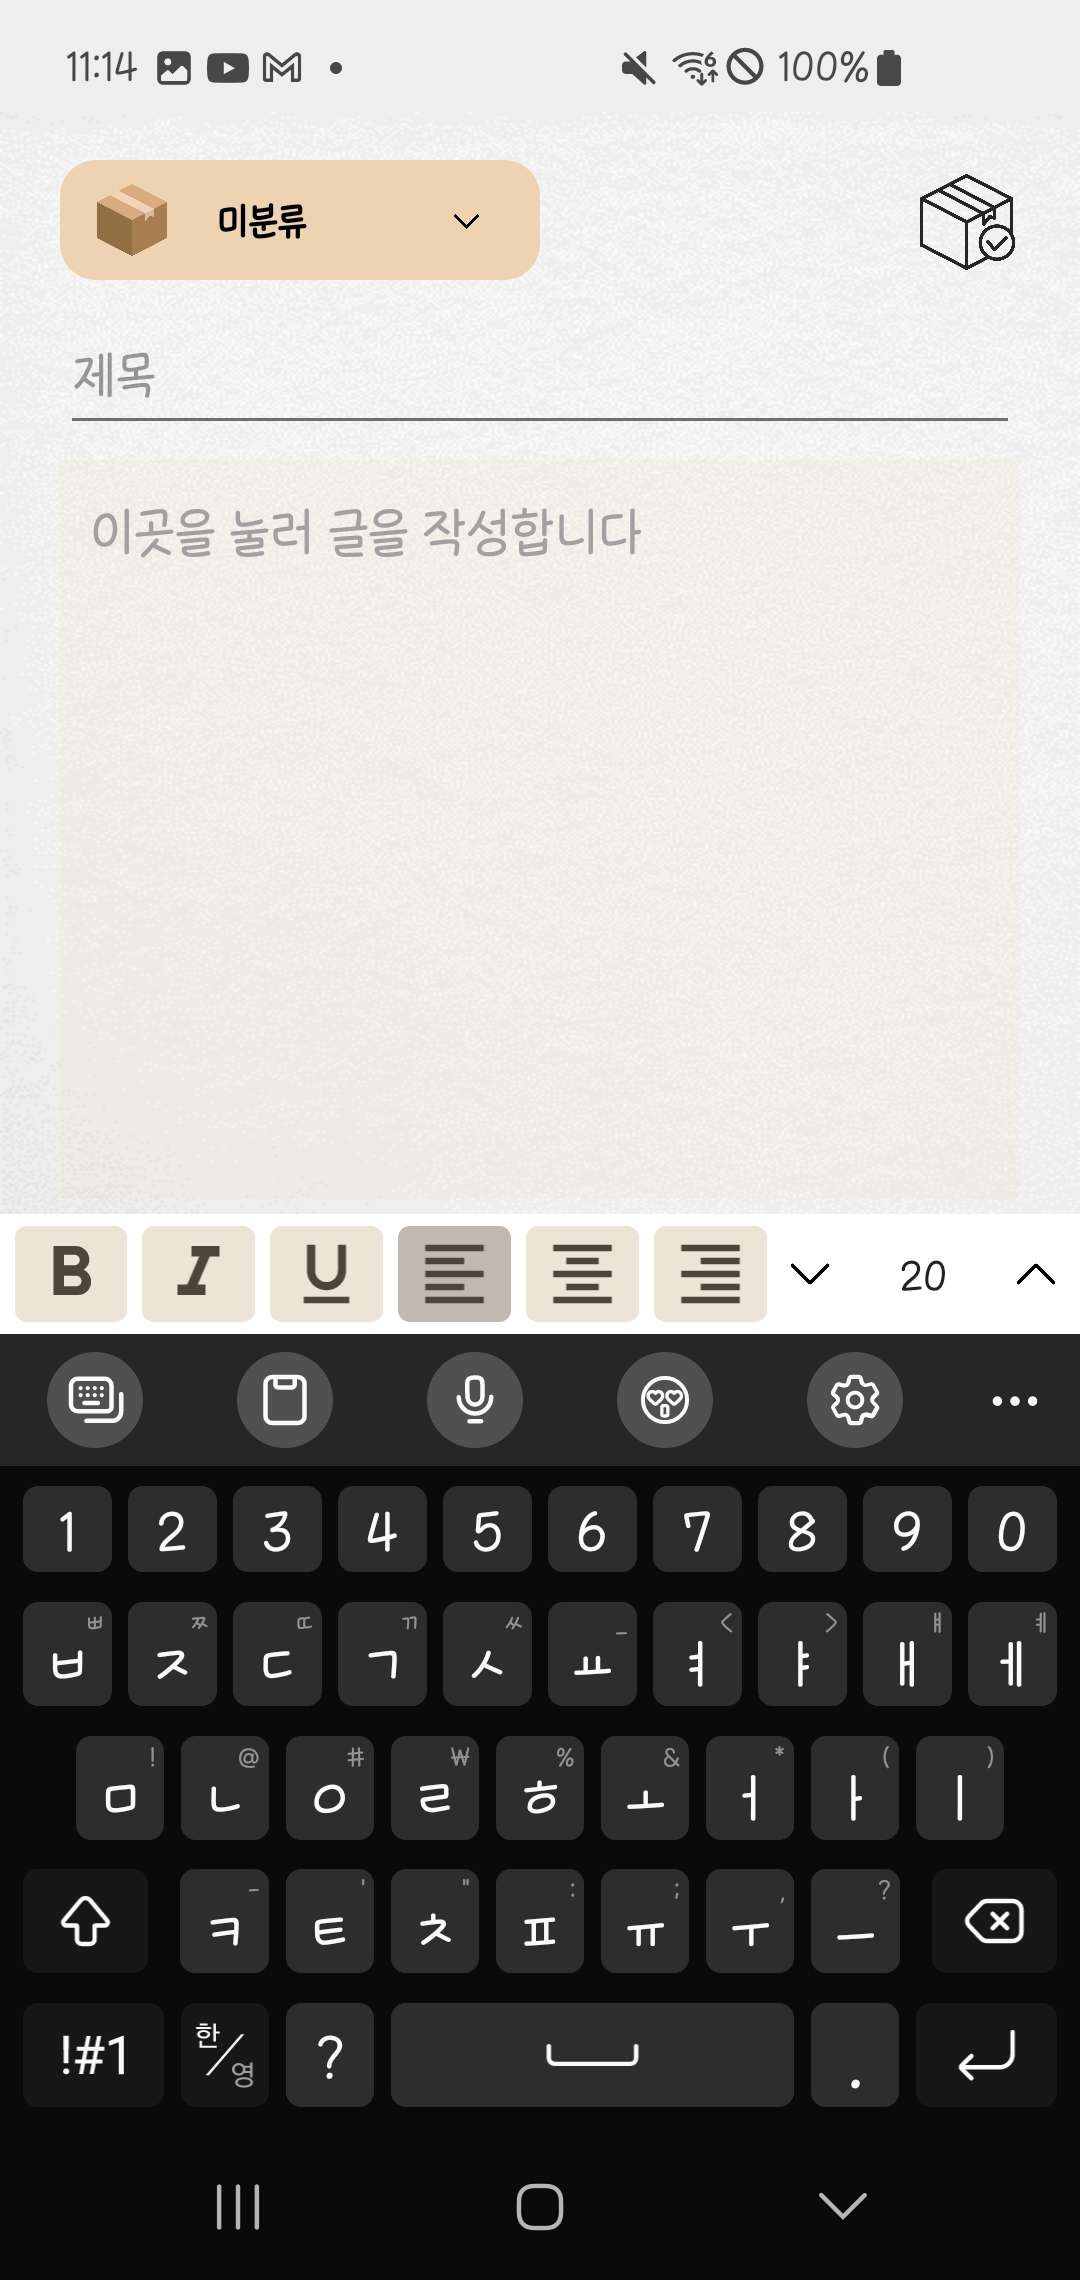 11:14 100%
미분류
제목
이곳을 눌러 글을 작성합니다
B I U 20
1 2 3 4 5 6 7 8 9 0
ㅃ ㅉ ㄸ ㄲ ㅆ _ < > ㅒ ㅖ
ㅂ ㅈ ㄷ ㄱ ㅅ ㅛ ㅕ ㅑ ㅐ ㅔ
! @ # ₩ % & * ( )
ㅁ ㄴ ㅇ ㄹ ㅎ ㅗ ㅓ ㅏ ㅣ
- ' " : ; , ?
ㅋ ㅌ ㅊ ㅍ ㅠ ㅜ ㅡ
!#1 한/영 ? .